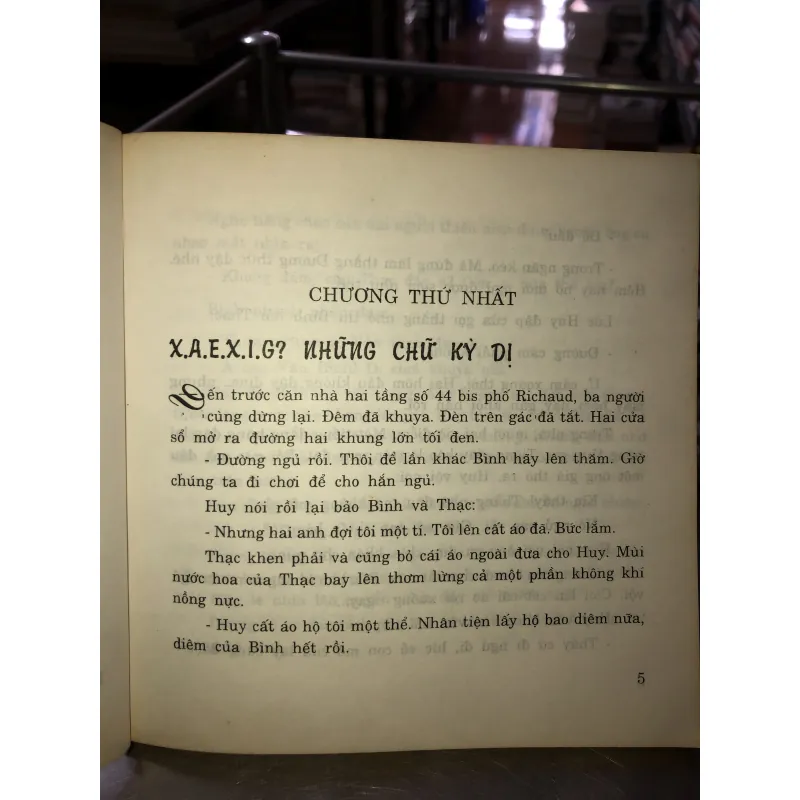 CHƯƠNG THỨ NHẤT
X.A.E.X.I.G? NHỮNG CHỮ KỲ DỊ
Đến trước căn nhà hai tầng số 44 bis phố Richaud, ba người
cùng dừng lại. Đêm đã khuya. Đèn trên gác đã tắt. Hai cửa
sổ mở ra đường hai khung lớn tối đen.
- Đường ngủ rồi. Thôi để lần khác Bình hãy lên thăm. Giờ
chúng ta đi chơi để cho hắn ngủ.
Huy nói rồi lại bảo Bình và Thạc:
- Nhưng hai anh đợi tôi một tí. Tôi lên cất áo đã. Bức lắm.
Thạc khen phải và cũng bỏ cái áo ngoài đưa cho Huy. Mùi
nước hoa của Thạc bay lên thơm lừng cả một phần không khí
nồng nực.
- Huy cất áo hộ tôi một thể. Nhân tiện lấy hộ bao diêm nữa,
diêm của Bình hết rồi.
5